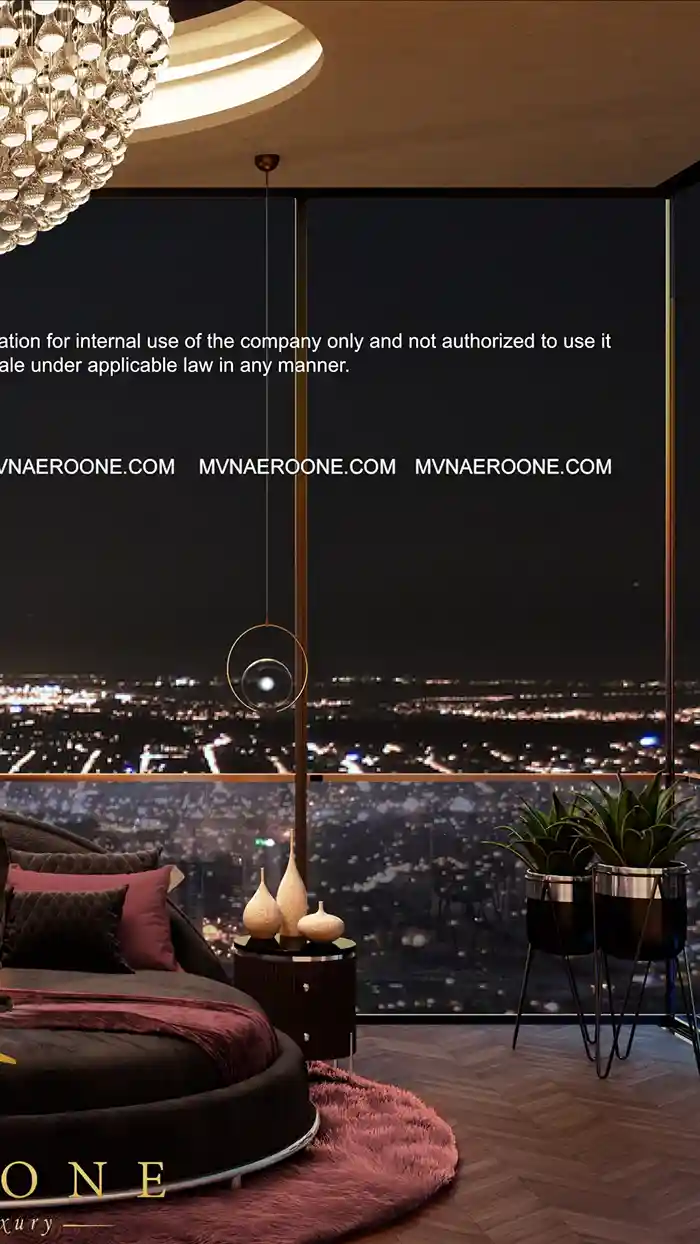 ation for internal use of the company only and not authorized to use it
ale under applicable law in any manner.
VNAEROONE.COM MVNAEROONE.COM MVNAEROONE.COM
ONE
xury